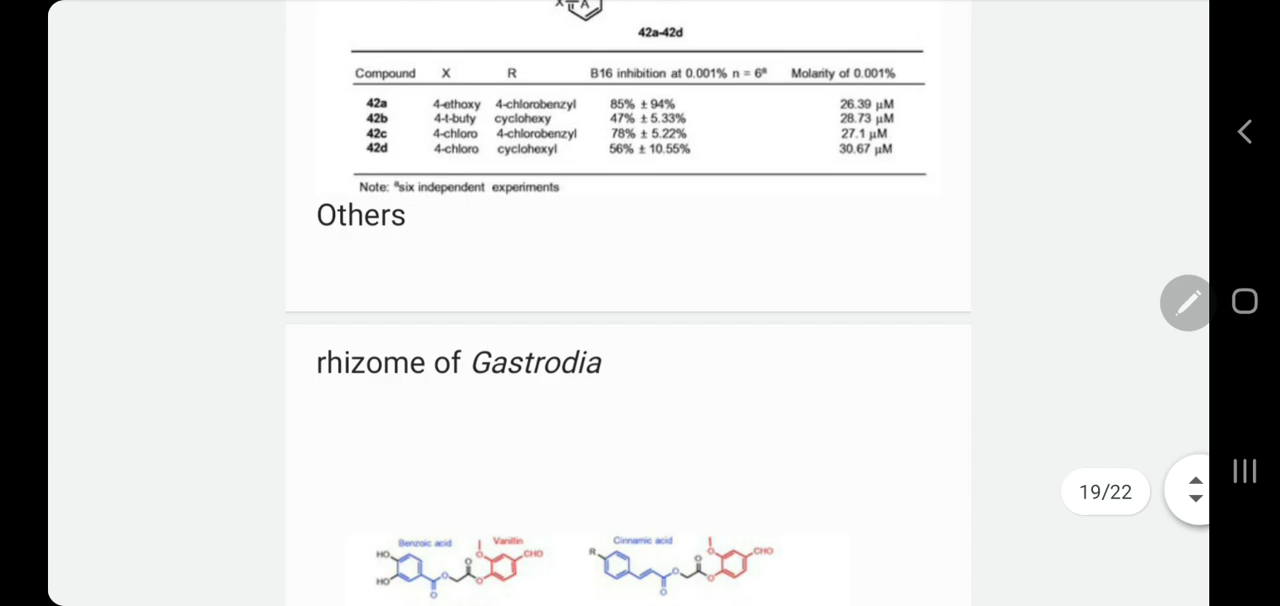 X
A
42a-42d
Compound X R B16 inhibition at 0.001% n = 6ª Molarity of 0.001%
42a 4-ethoxy 4-chlorobenzyl 85% ± 94% 26.39 µM
42b 4-t-buty cyclohexy 47% ± 5.33% 28.73 µM
42c 4-chloro 4-chlorobenzyl 78% ± 5.22% 27.1 µM
42d 4-chloro cyclohexyl 56% ± 10.55% 30.67 µM
Note: ªsix independent experiments
Others
rhizome of Gastrodia
19/22
Benzoic acid Vanillin Cinnamic acid
HO O CHO R O CHO
O O O O
HO O O
O O